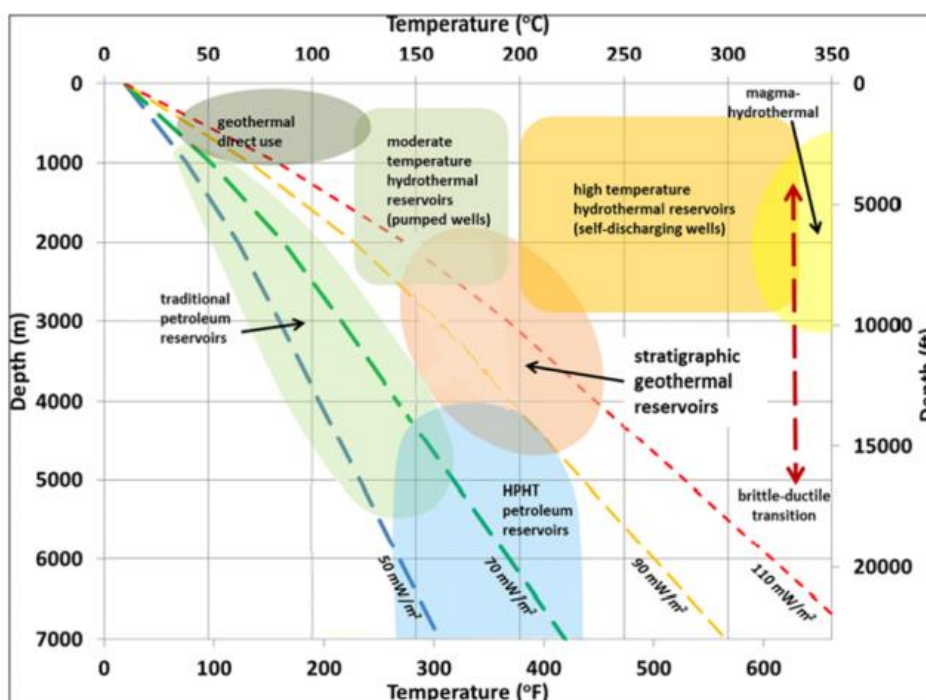 Temperature (°C)
0 50 100 150 200 250 300 350
0
1000
2000
3000
4000
5000
6000
7000
Depth (m)
geothermal
direct use
moderate
temperature
hydrothermal
reservoirs
(pumped wells)
high temperature
hydrothermal reservoirs
(self-discharging wells)
magma-
hydrothermal
traditional
petroleum
reservoirs
stratigraphic
geothermal
reservoirs
HPHT
petroleum
reservoirs
brittle-ductile
transition
50 mW/m²
70 mW/m²
90 mW/m²
110 mW/m²
0
5000
10000
15000
20000
Depth (ft)
0 100 200 300 400 500 600
Temperature (°F)